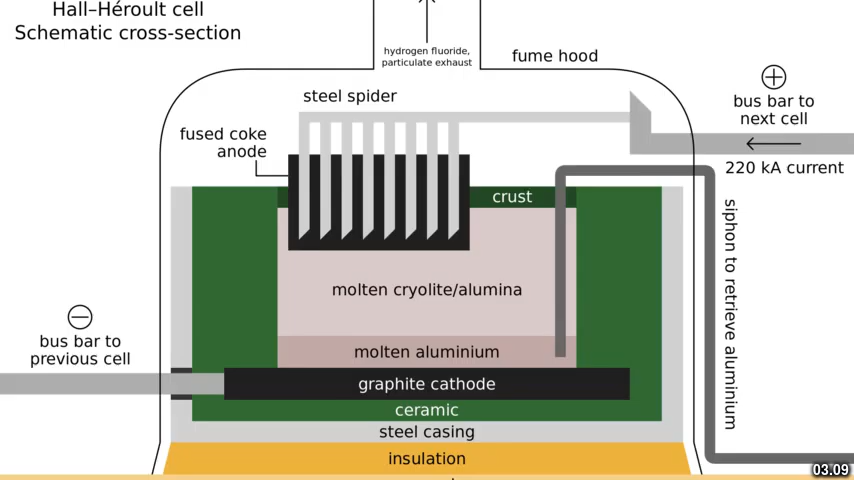 Hall–Héroult cell
Schematic cross-section
hydrogen fluoride,
particulate exhaust
fume hood
steel spider
fused coke
anode
+
bus bar to
next cell
220 kA current
crust
siphon to retrieve aluminium
molten cryolite/alumina
−
bus bar to
previous cell
molten aluminium
graphite cathode
ceramic
steel casing
insulation
03.09